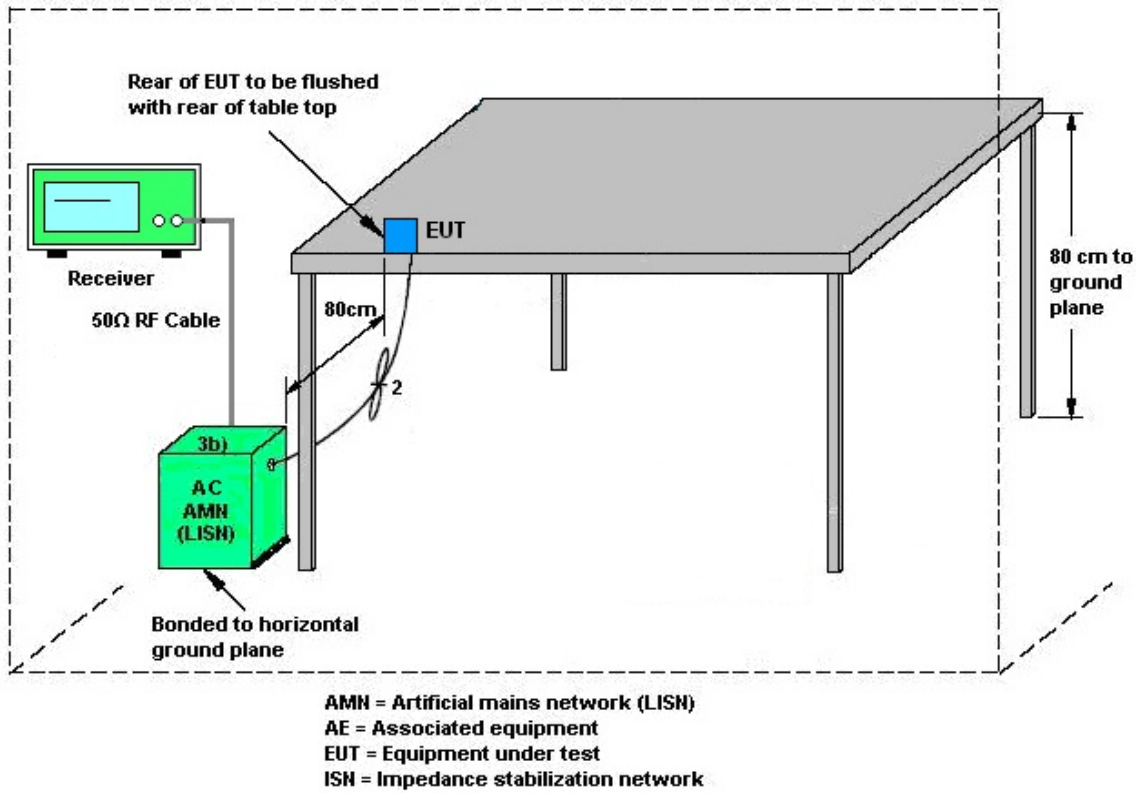 Rear of EUT to be flushed
with rear of table top
EUT
Receiver
50Ω RF Cable
80cm
80 cm to
ground
plane
2
3b)
AC
AMN
(LISN)
Bonded to horizontal
ground plane
AMN = Artificial mains network (LISN)
AE = Associated equipment
EUT = Equipment under test
ISN = Impedance stabilization network